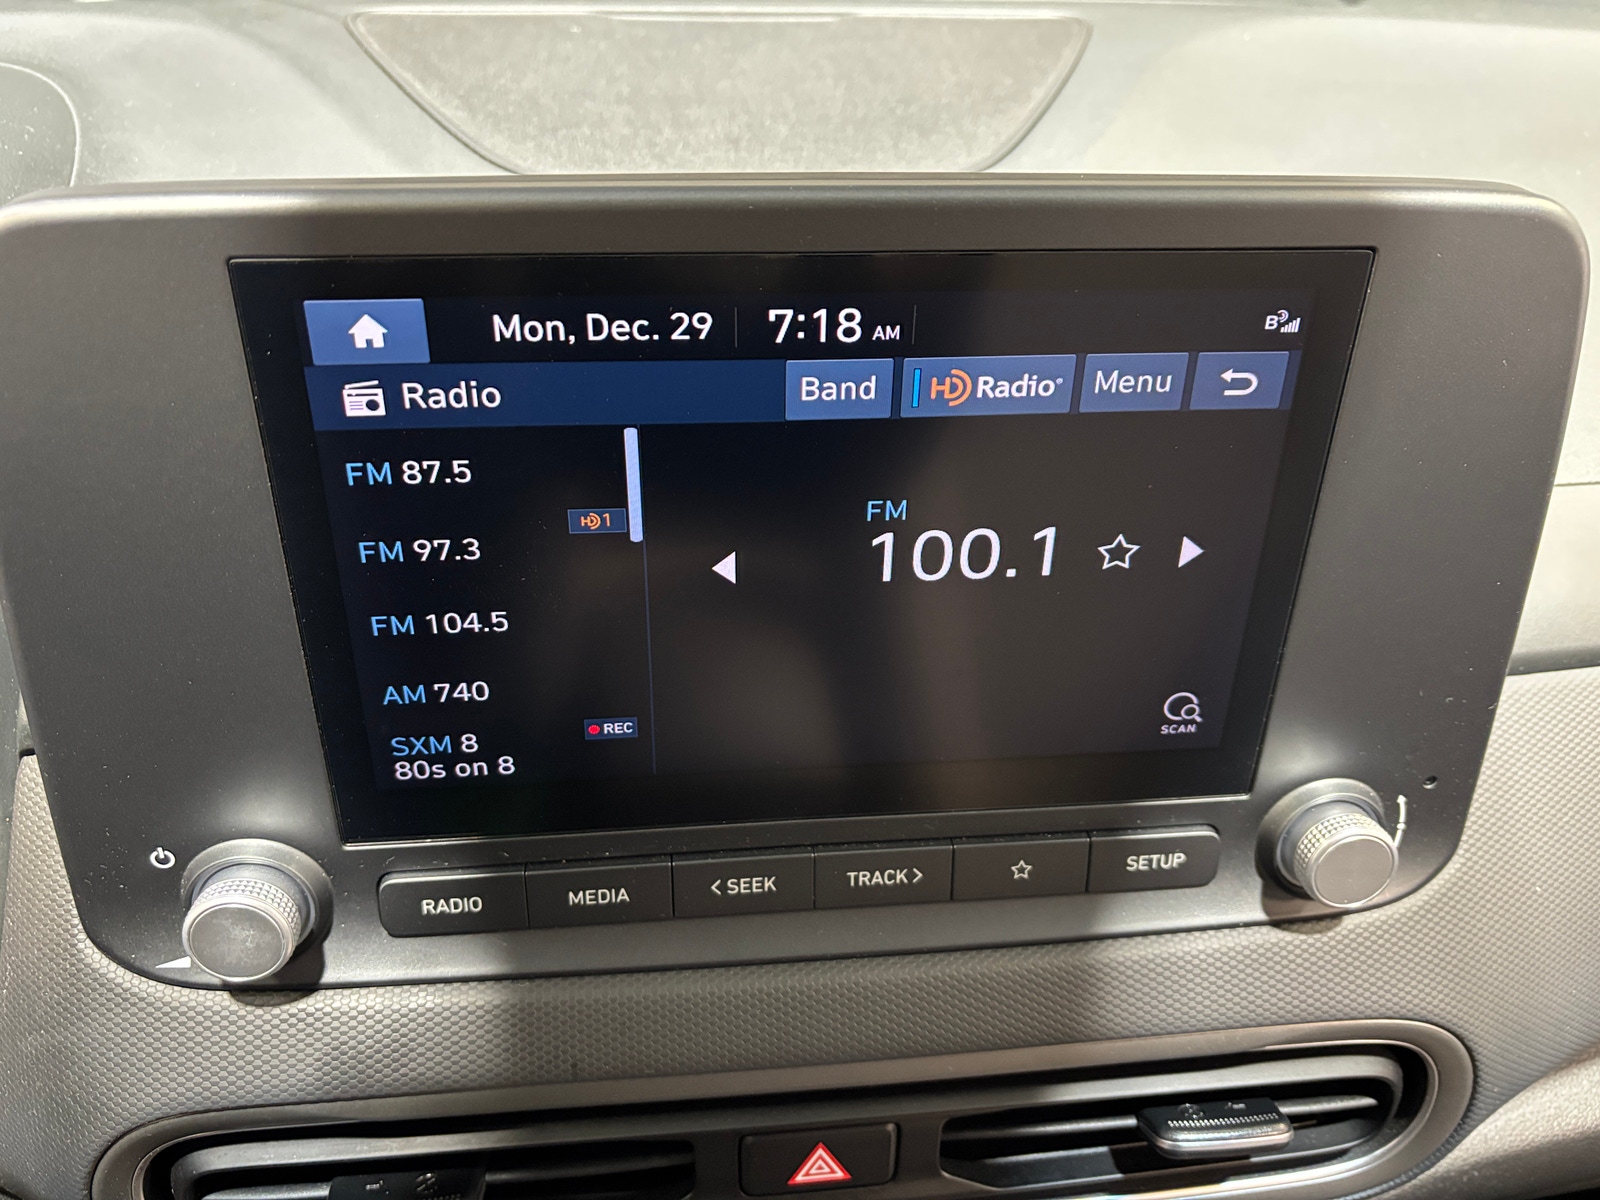 Mon, Dec. 29 7:18 AM B
Radio Band HD Radio® Menu
FM 87.5
HD1
FM 97.3
FM 104.5
AM 740
REC
SXM 8
80s on 8
FM
100.1
SCAN
RADIO MEDIA < SEEK TRACK > SETUP